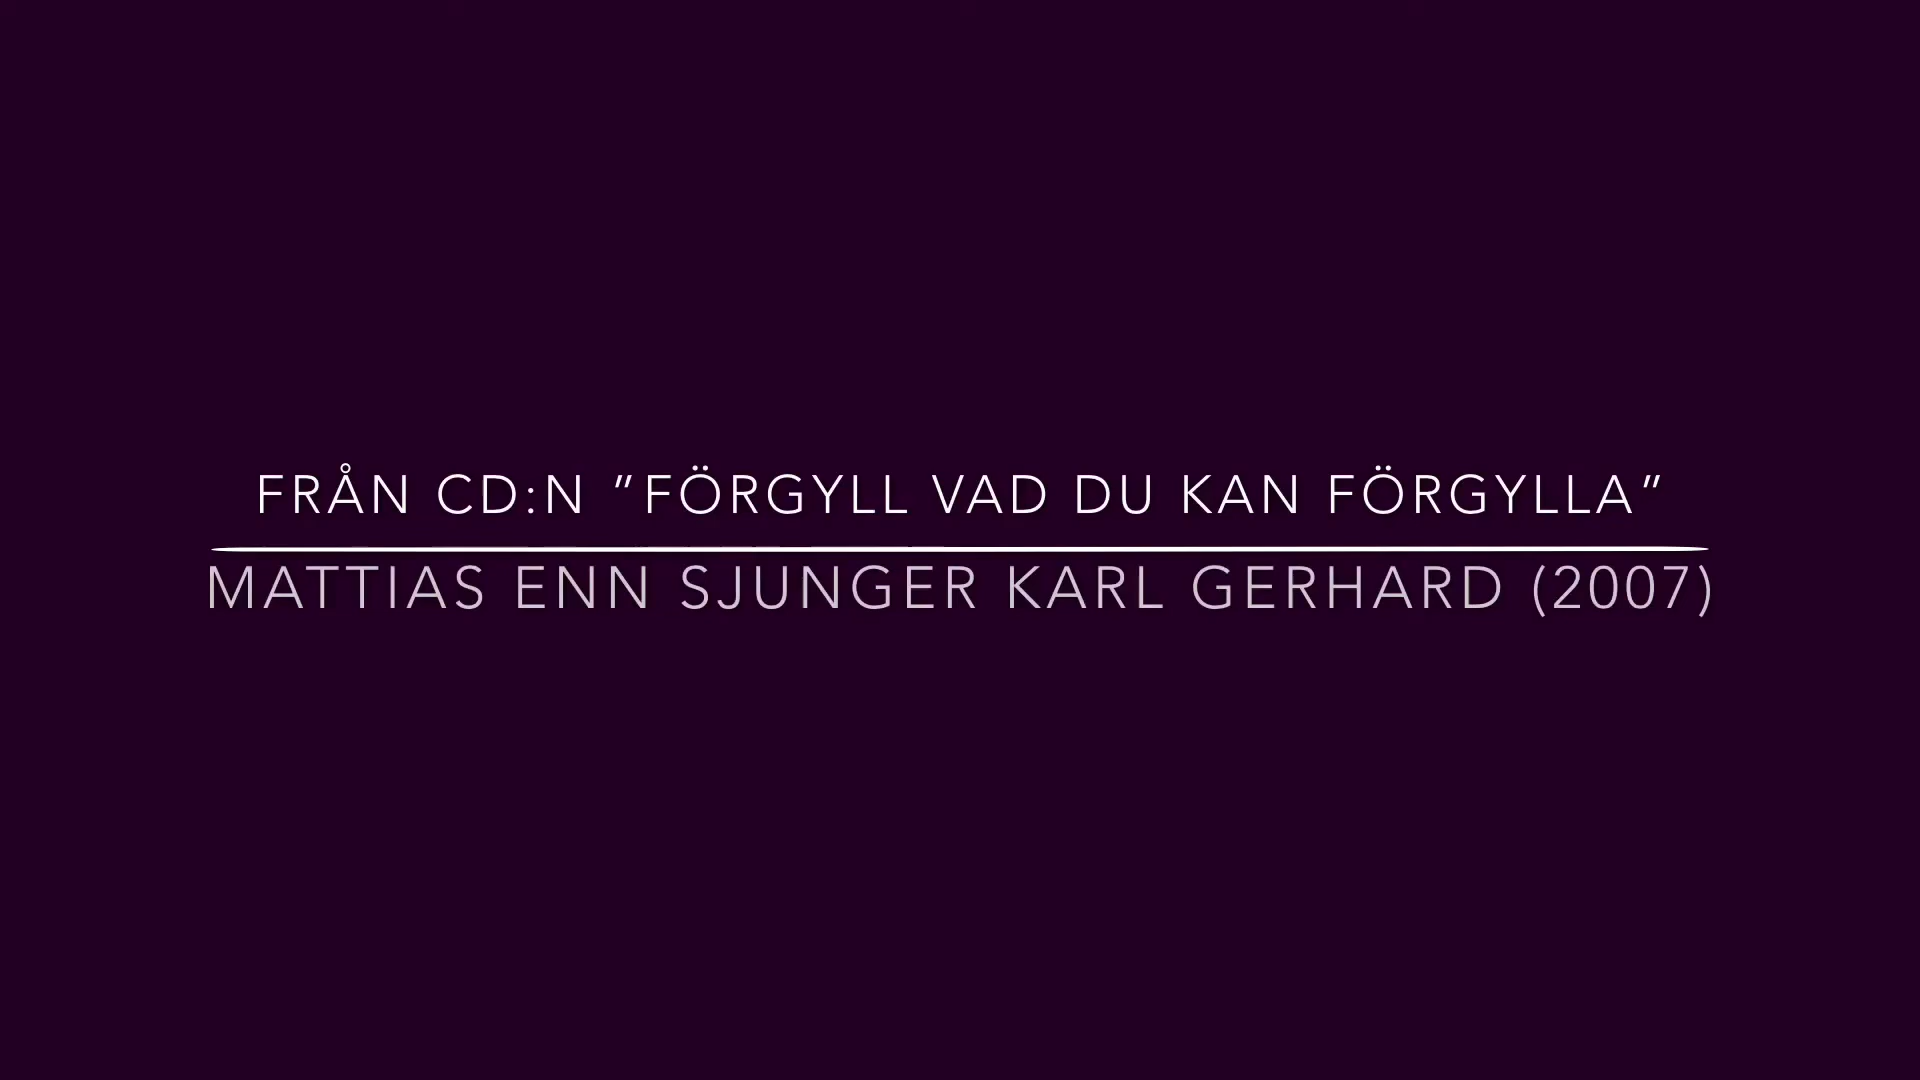 FRÅN CD:N ”FÖRGYLL VAD DU KAN FÖRGYLLA”
MATTIAS ENN SJUNGER KARL GERHARD (2007)